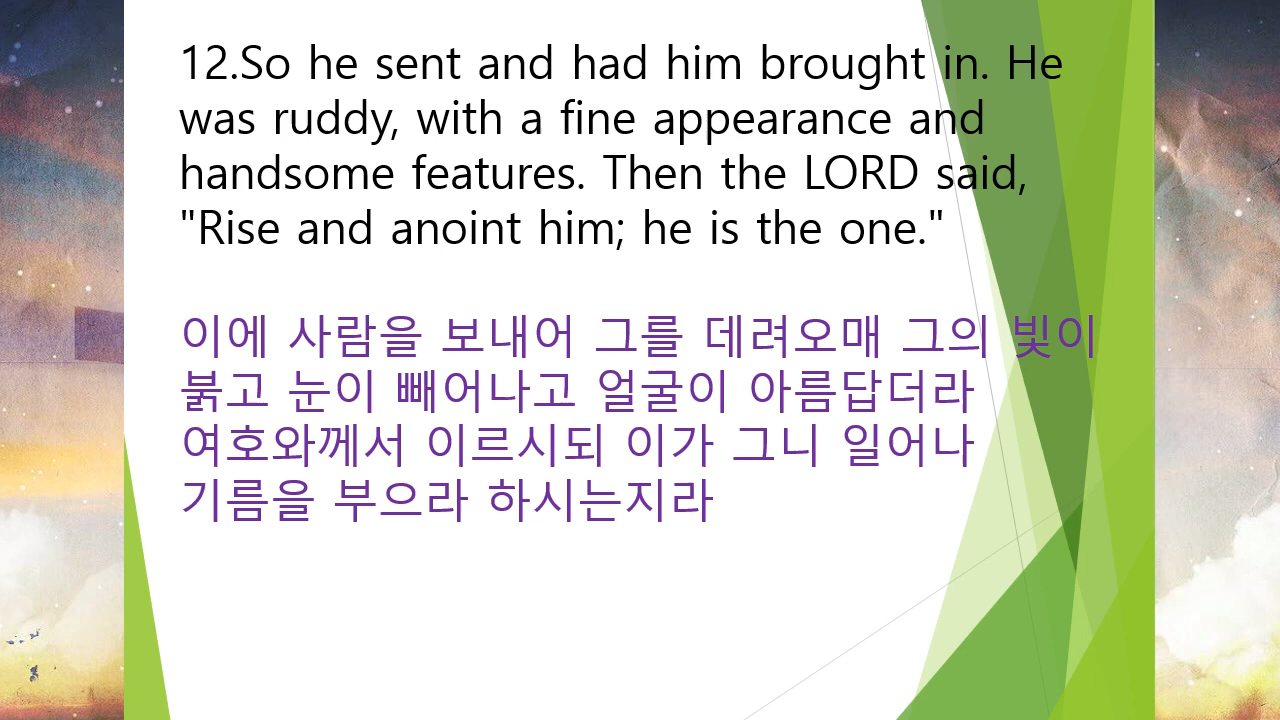 12.So he sent and had him brought in. He
was ruddy, with a fine appearance and
handsome features. Then the LORD said,
"Rise and anoint him; he is the one."
이에 사람을 보내어 그를 데려오매 그의 빛이
붉고 눈이 빼어나고 얼굴이 아름답더라
여호와께서 이르시되 이가 그니 일어나
기름을 부으라 하시는지라